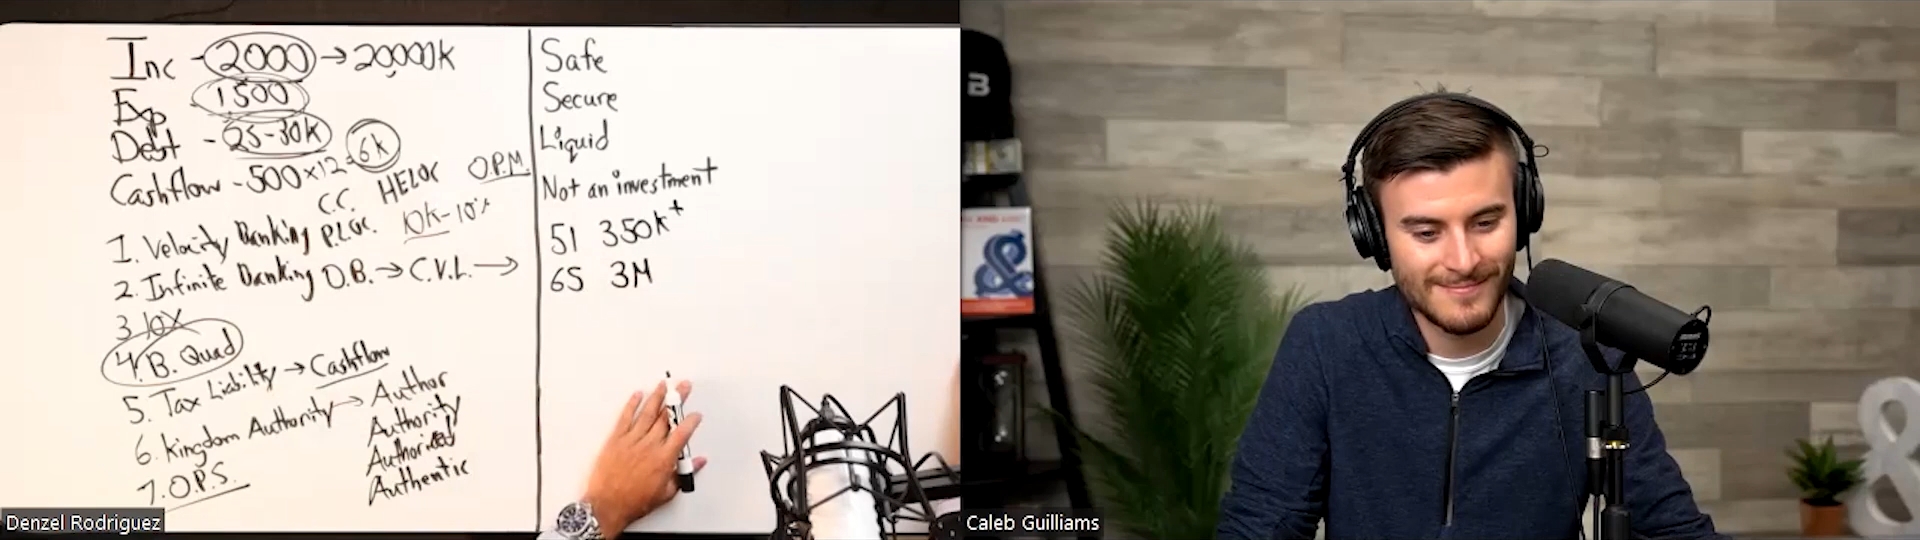 Inc - 2000 → 20,000k
Exp 1500
Debt - 25-30k
Cashflow - 500 x 12 = 6k
C.C. HELOC O.P.M.
1. Velocity Banking P.LOC. 10k-10%
2. Infinite Banking O.B. → C.V.L. →
3. 10X
4. B. Quad
5. Tax Liability → Cashflow
6. Kingdom Authority → Author
Authority
Authorized
Authentic
7. O.P.S.
Safe
Secure
Liquid
Not an investment
51 350k+
65 3M
Denzel Rodriguez
B
AND
&
&
Caleb Guilliams